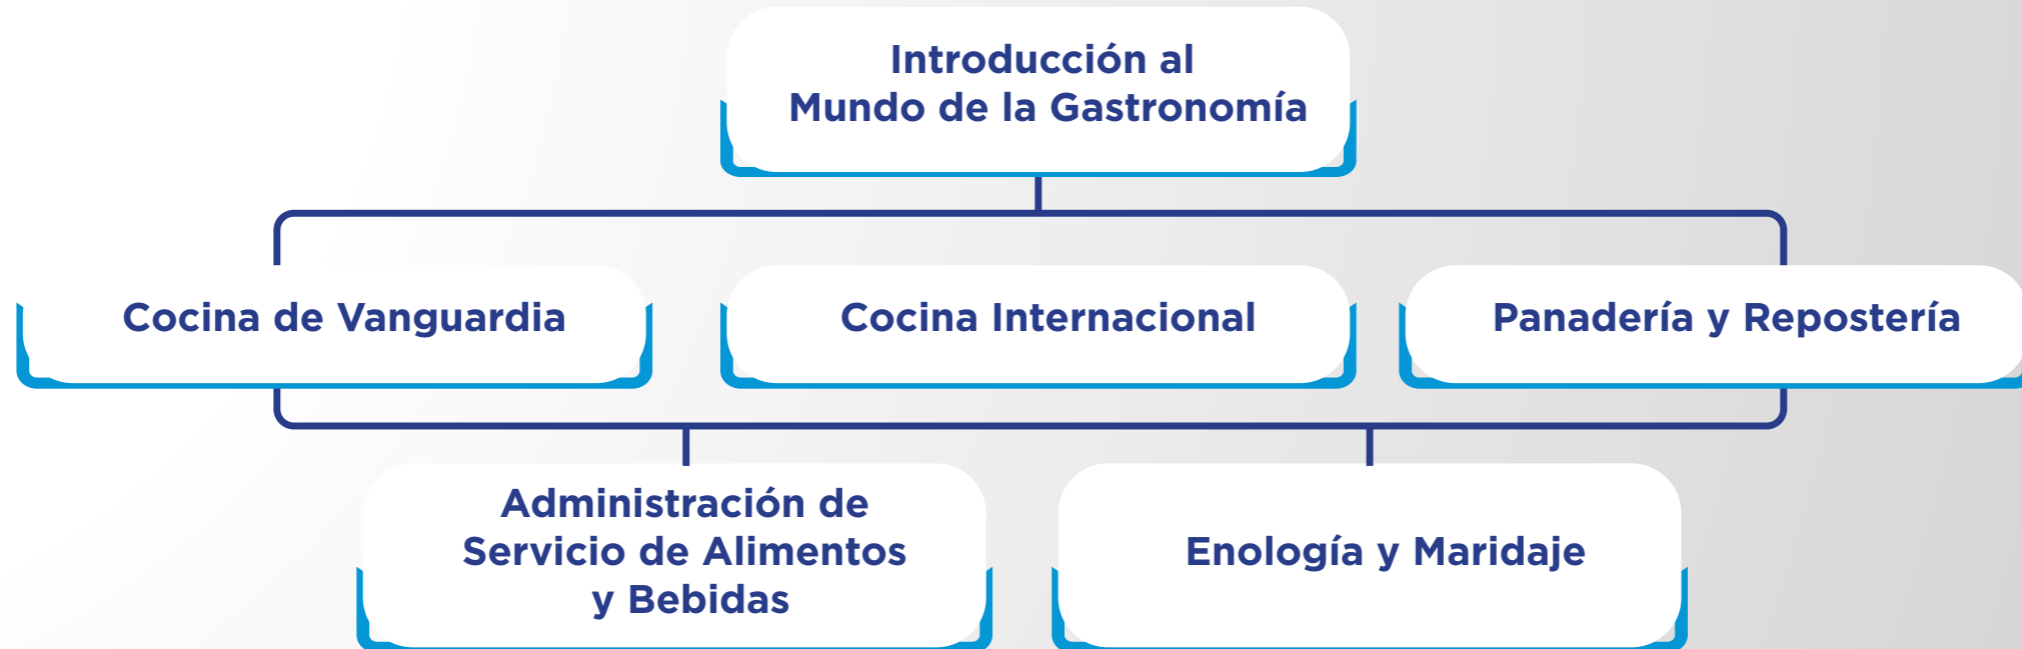 Introducción al
Mundo de la Gastronomía
Cocina de Vanguardia
Cocina Internacional
Panadería y Repostería
Administración de
Servicio de Alimentos
y Bebidas
Enología y Maridaje